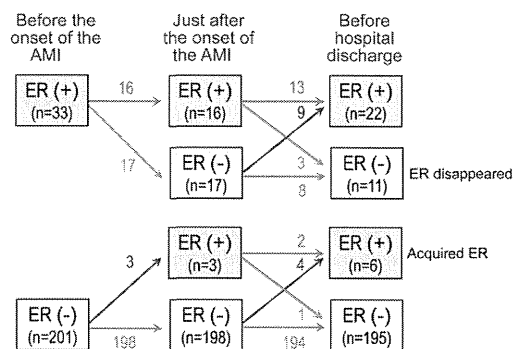 Before the
onset of the
AMI
Just after
the onset of
the AMI
Before
hospital
discharge
ER (+)
(n=33)
16
ER (+)
(n=16)
13
9
ER (+)
(n=22)
17
ER (-)
(n=17)
3
8
ER (-)
(n=11)
ER disappeared
3
ER (+)
(n=3)
2
4
ER (+)
(n=6)
Acquired ER
ER (-)
(n=201)
198
ER (-)
(n=198)
1
194
ER (-)
(n=195)